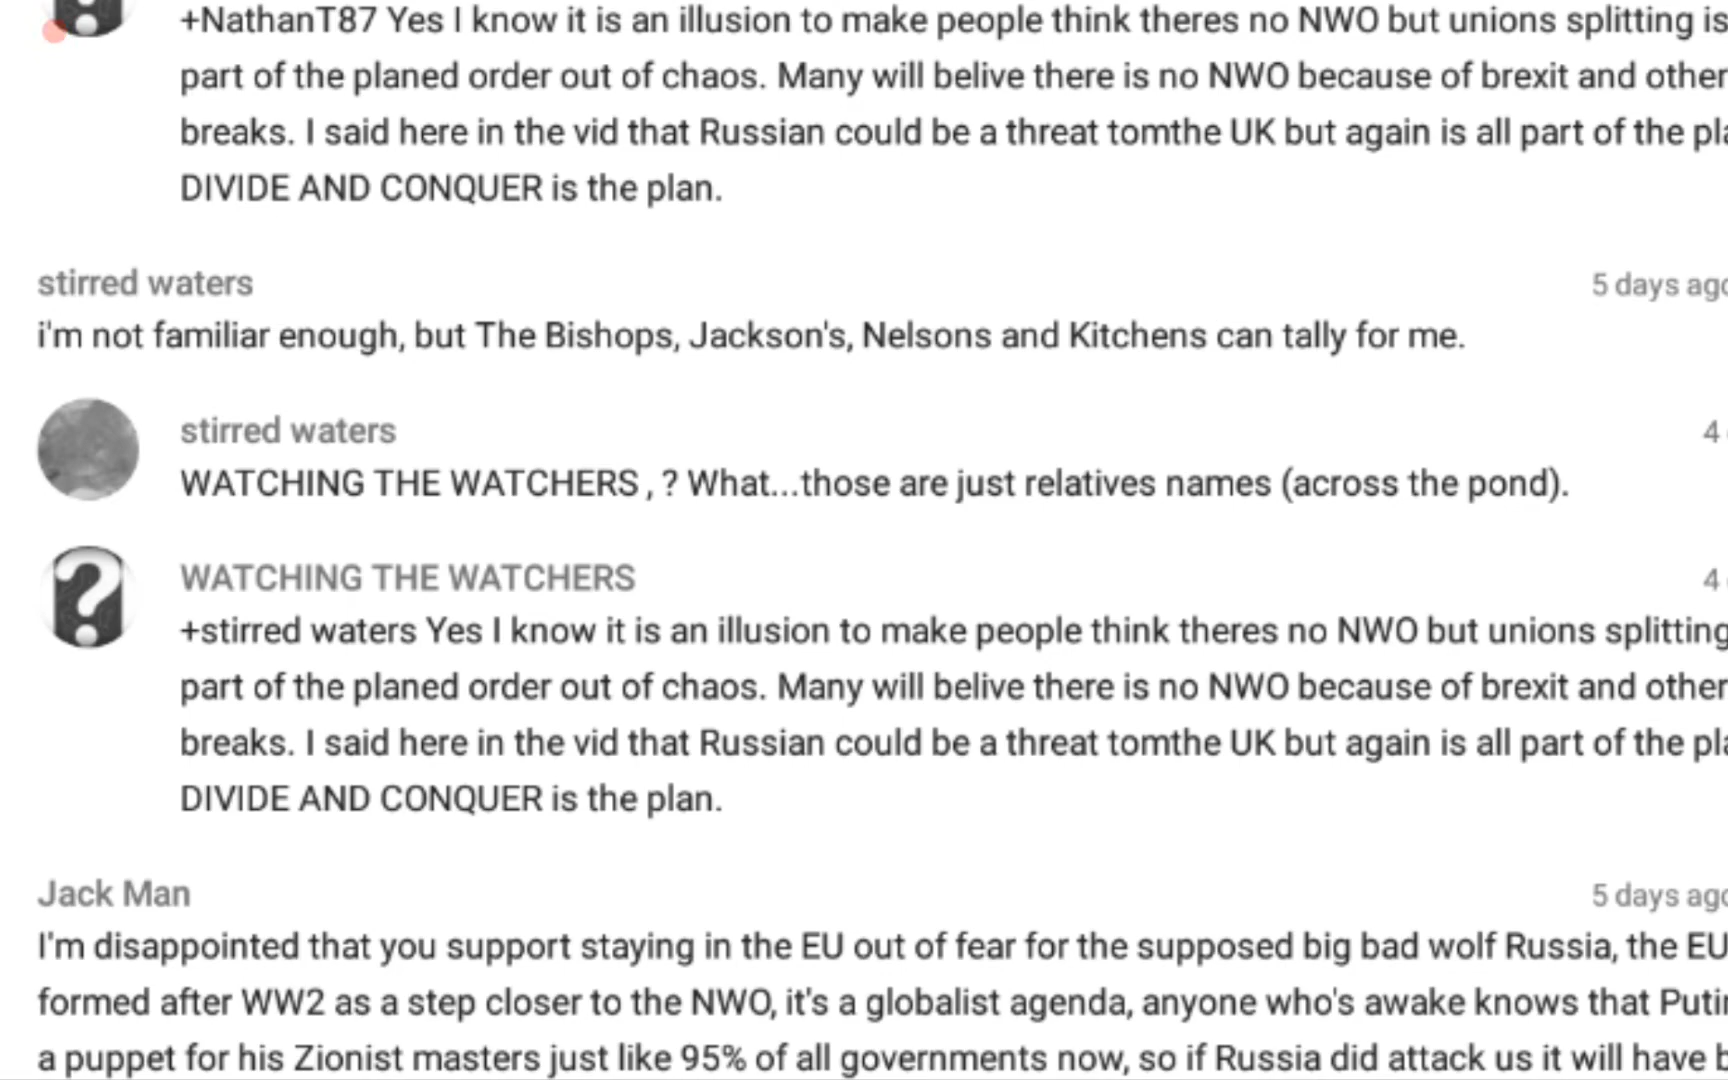 +NathanT87 Yes I know it is an illusion to make people think theres no NWO but unions splitting is
part of the planed order out of chaos. Many will belive there is no NWO because of brexit and other
breaks. I said here in the vid that Russian could be a threat tomthe UK but again is all part of the
DIVIDE AND CONQUER is the plan.
stirred waters 5 days ago
i'm not familiar enough, but The Bishops, Jackson's, Nelsons and Kitchens can tally for me.
stirred waters 4
WATCHING THE WATCHERS , ? What...those are just relatives names (across the pond).
WATCHING THE WATCHERS 4
+stirred waters Yes I know it is an illusion to make people think theres no NWO but unions splitting
part of the planed order out of chaos. Many will belive there is no NWO because of brexit and other
breaks. I said here in the vid that Russian could be a threat tomthe UK but again is all part of the
DIVIDE AND CONQUER is the plan.
Jack Man 5 days ago
I'm disappointed that you support staying in the EU out of fear for the supposed big bad wolf Russia, the EU
formed after WW2 as a step closer to the NWO, it's a globalist agenda, anyone who's awake knows that Putin
a puppet for his Zionist masters just like 95% of all governments now, so if Russia did attack us it will have